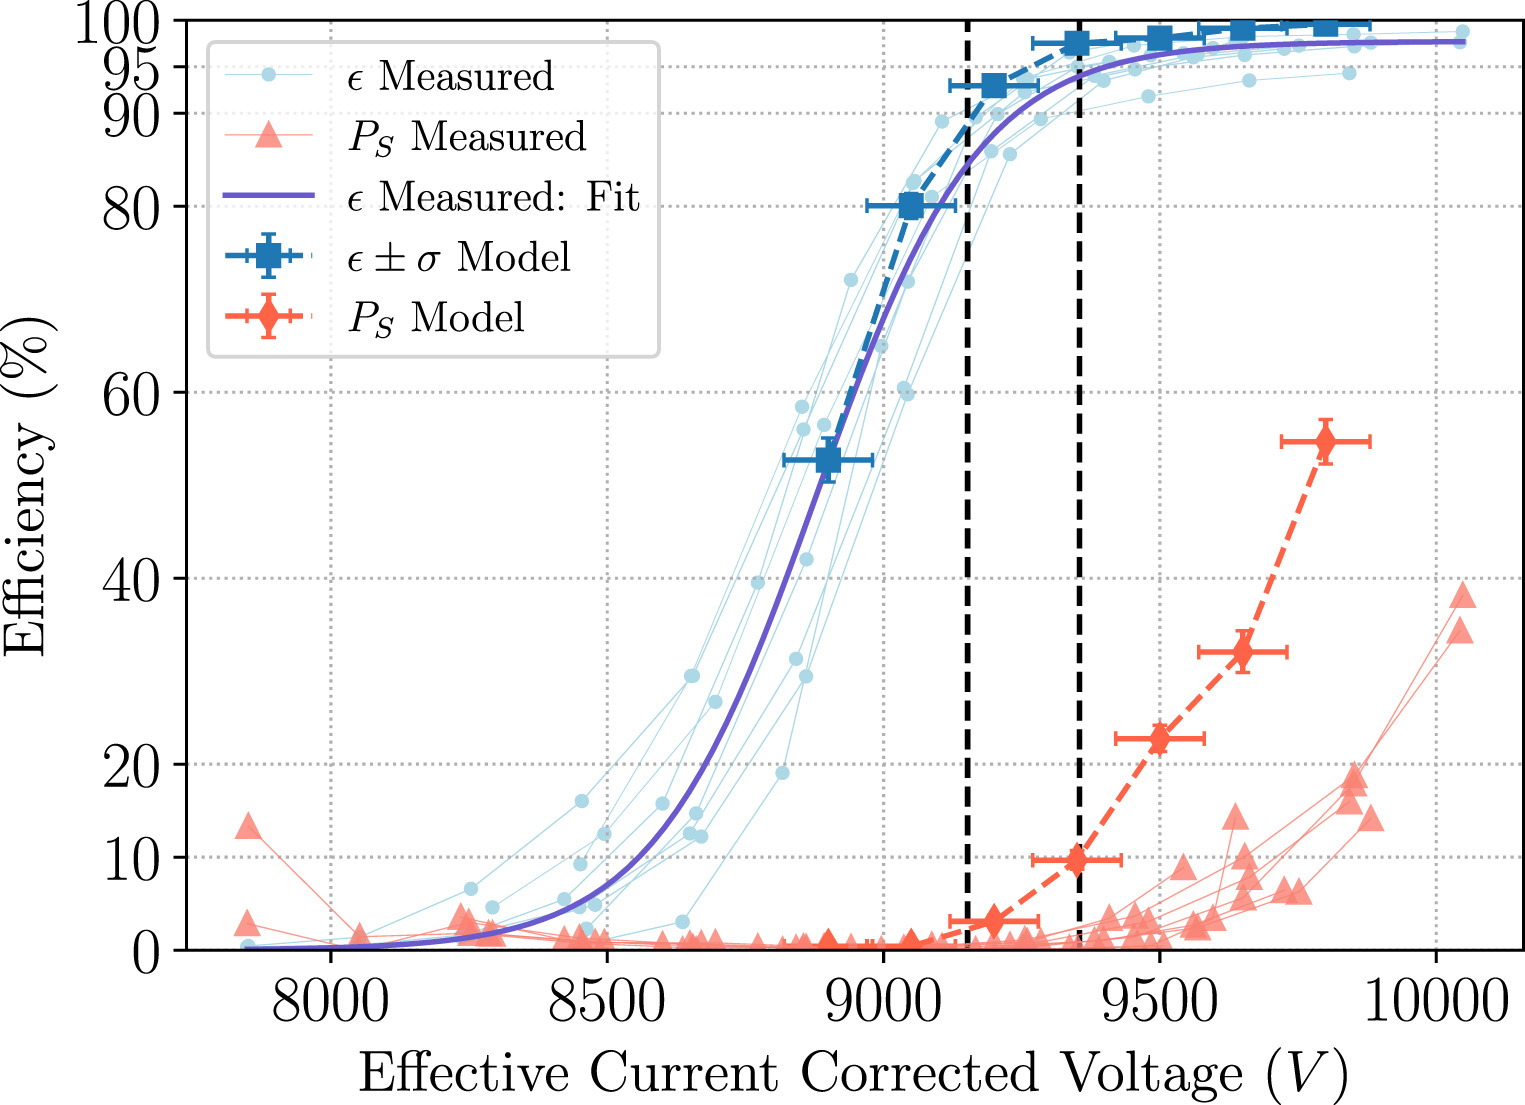 100
95
90
80
60
40
20
10
0
Efficiency (%)
ϵ Measured
P_S Measured
ϵ Measured: Fit
ϵ ± σ Model
P_S Model
8000 8500 9000 9500 10000
Effective Current Corrected Voltage (V)